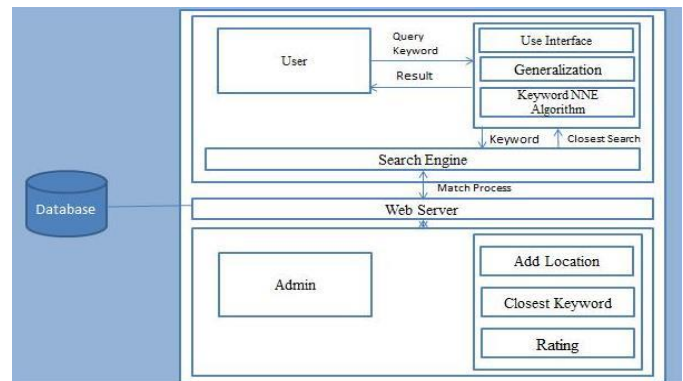 Query
Keyword
User
Result
Use Interface
Generalization
Keyword NNE
Algorithm
Keyword
Closest Search
Search Engine
Match Process
Database
Web Server
Admin
Add Location
Closest Keyword
Rating